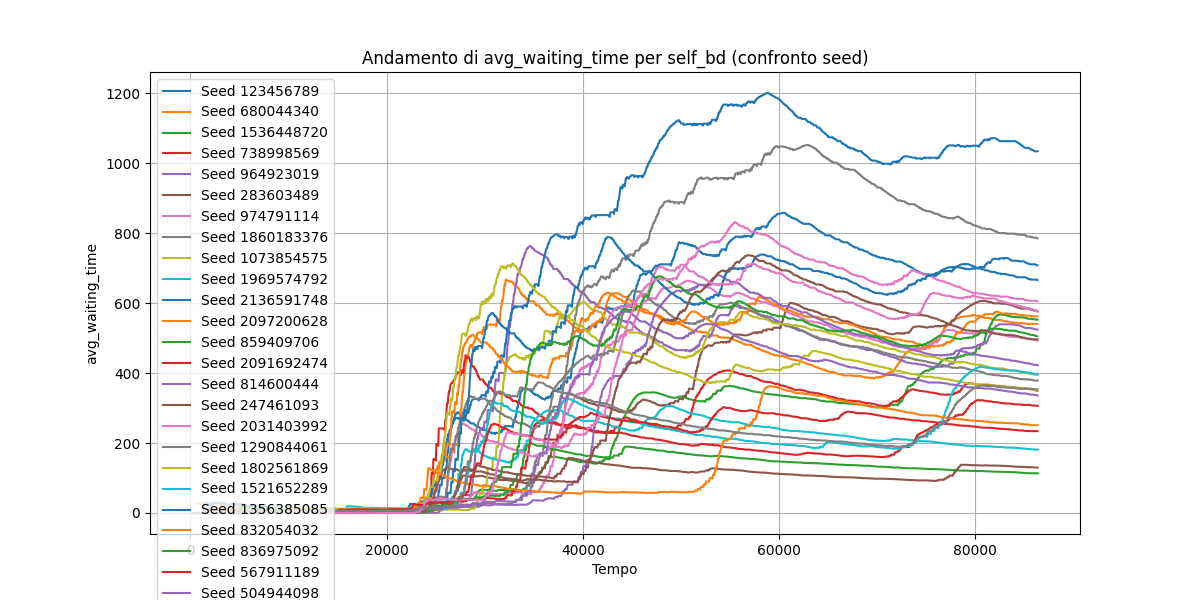 Andamento di avg_waiting_time per self_bd (confronto seed)
1200
1000
800
600
400
200
0
avg_waiting_time
0
20000
40000
60000
80000
Tempo
Seed 123456789
Seed 680044340
Seed 1536448720
Seed 738998569
Seed 964923019
Seed 283603489
Seed 974791114
Seed 1860183376
Seed 1073854575
Seed 1969574792
Seed 2136591748
Seed 2097200628
Seed 859409706
Seed 2091692474
Seed 814600444
Seed 247461093
Seed 2031403992
Seed 1290844061
Seed 1802561869
Seed 1521652289
Seed 1356385085
Seed 832054032
Seed 836975092
Seed 567911189
Seed 504944098